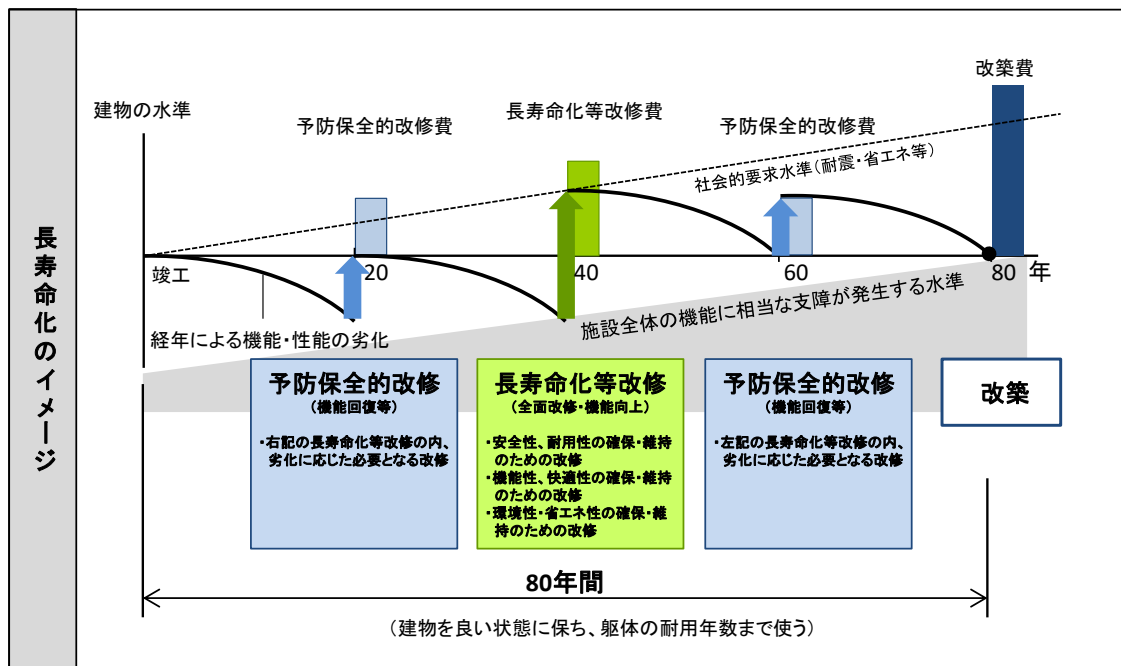 長寿命化のイメージ
改築費
建物の水準
予防保全的改修費
長寿命化等改修費
予防保全的改修費
社会的要求水準(耐震・省エネ等)
竣工
20
40
60
80
年
経年による機能・性能の劣化
施設全体の機能に相当な支障が発生する水準
予防保全的改修
(機能回復等)
・右記の長寿命化等改修の内、
劣化に応じた必要となる改修
長寿命化等改修
(全面改修・機能向上)
・安全性、耐用性の確保・維持
のための改修
・機能性、快適性の確保・維持
のための改修
・環境性・省エネ性の確保・維
持のための改修
予防保全的改修
(機能回復等)
・左記の長寿命化等改修の内、
劣化に応じた必要となる改修
改築
80年間
(建物を良い状態に保ち、躯体の耐用年数まで使う)